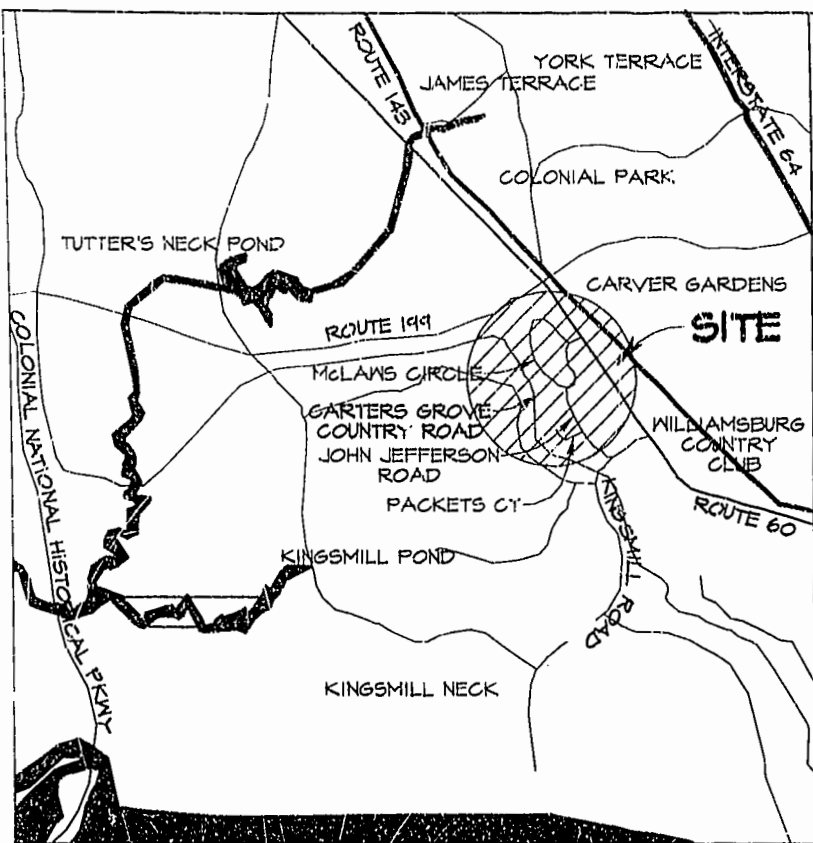 ROUTE 143
YORK TERRACE
JAMES TERRACE
INTERSTATE 64
COLONIAL PARK
TUTTER'S NECK POND
CARVER GARDENS
SITE
ROUTE 199
COLONIAL NATIONAL HISTORICAL PKWY
McLAWS CIRCLE
CARTERS GROVE
COUNTRY ROAD
JOHN JEFFERSON
ROAD
WILLIAMSBURG
COUNTRY
CLUB
PACKETS CT
ROUTE 60
KINGSMILL POND
KINGSMILL ROAD
KINGSMILL NECK